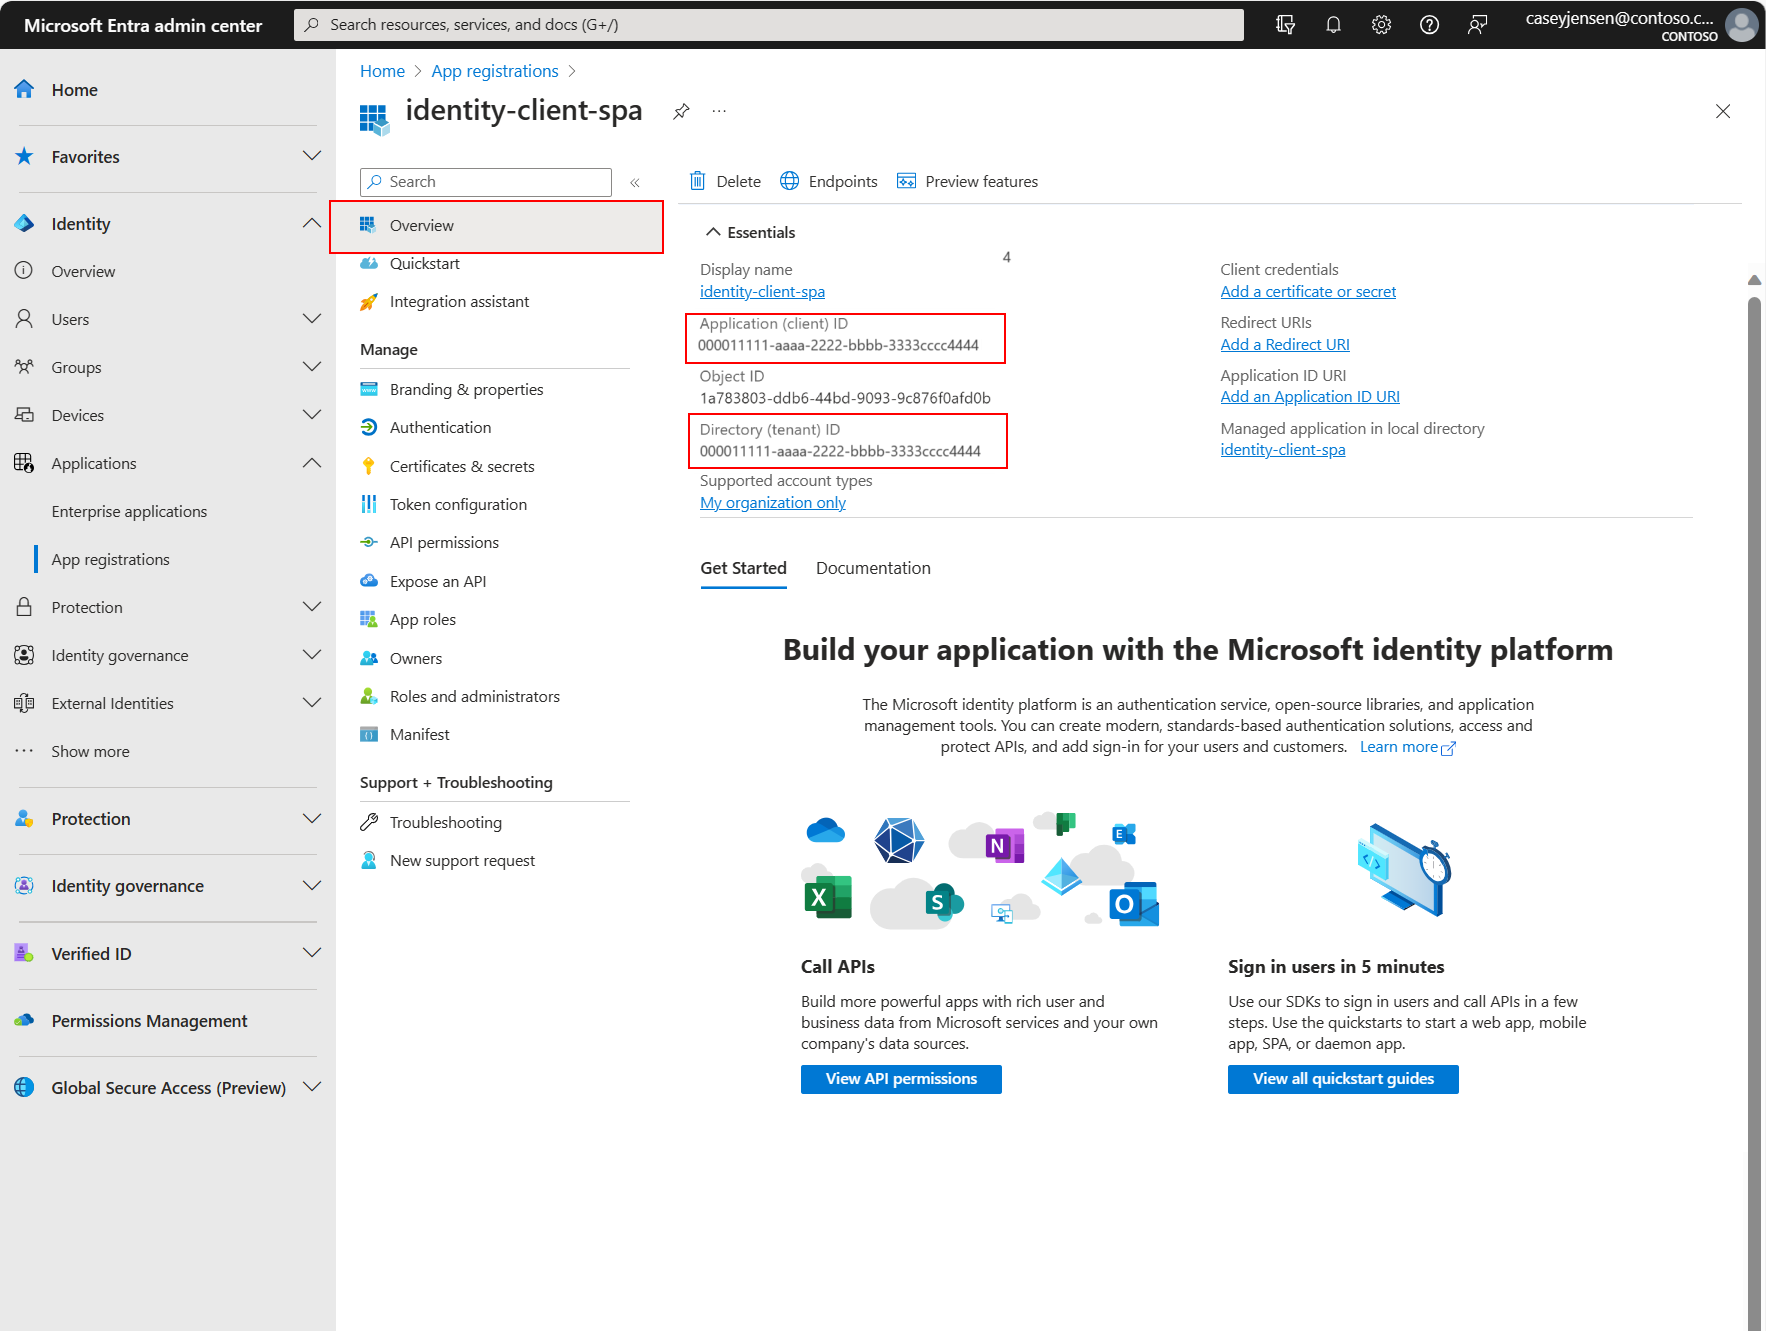 Microsoft Entra admin center
Search resources, services, and docs (G+/)
caseyjensen@contoso.c...
CONTOSO
Home
Favorites
Identity
Overview
Users
Groups
Devices
Applications
Enterprise applications
App registrations
Protection
Identity governance
External Identities
Show more
Protection
Identity governance
Verified ID
Permissions Management
Global Secure Access (Preview)
Home > App registrations >
identity-client-spa
Search
Overview
Quickstart
Integration assistant
Manage
Branding & properties
Authentication
Certificates & secrets
Token configuration
API permissions
Expose an API
App roles
Owners
Roles and administrators
Manifest
Support + Troubleshooting
Troubleshooting
New support request
Delete
Endpoints
Preview features
Essentials
4
Display name
identity-client-spa
Application (client) ID
000011111-aaaa-2222-bbbb-3333cccc4444
Object ID
1a783803-ddb6-44bd-9093-9c876f0afd0b
Directory (tenant) ID
000011111-aaaa-2222-bbbb-3333cccc4444
Supported account types
My organization only
Client credentials
Add a certificate or secret
Redirect URIs
Add a Redirect URI
Application ID URI
Add an Application ID URI
Managed application in local directory
identity-client-spa
Get Started
Documentation
Build your application with the Microsoft identity platform
The Microsoft identity platform is an authentication service, open-source libraries, and application
management tools. You can create modern, standards-based authentication solutions, access and
protect APIs, and add sign-in for your users and customers. Learn more
N
E
X
S
O
Call APIs
Build more powerful apps with rich user and
business data from Microsoft services and your own
company's data sources.
View API permissions
Sign in users in 5 minutes
Use our SDKs to sign in users and call APIs in a few
steps. Use the quickstarts to start a web app, mobile
app, SPA, or daemon app.
View all quickstart guides